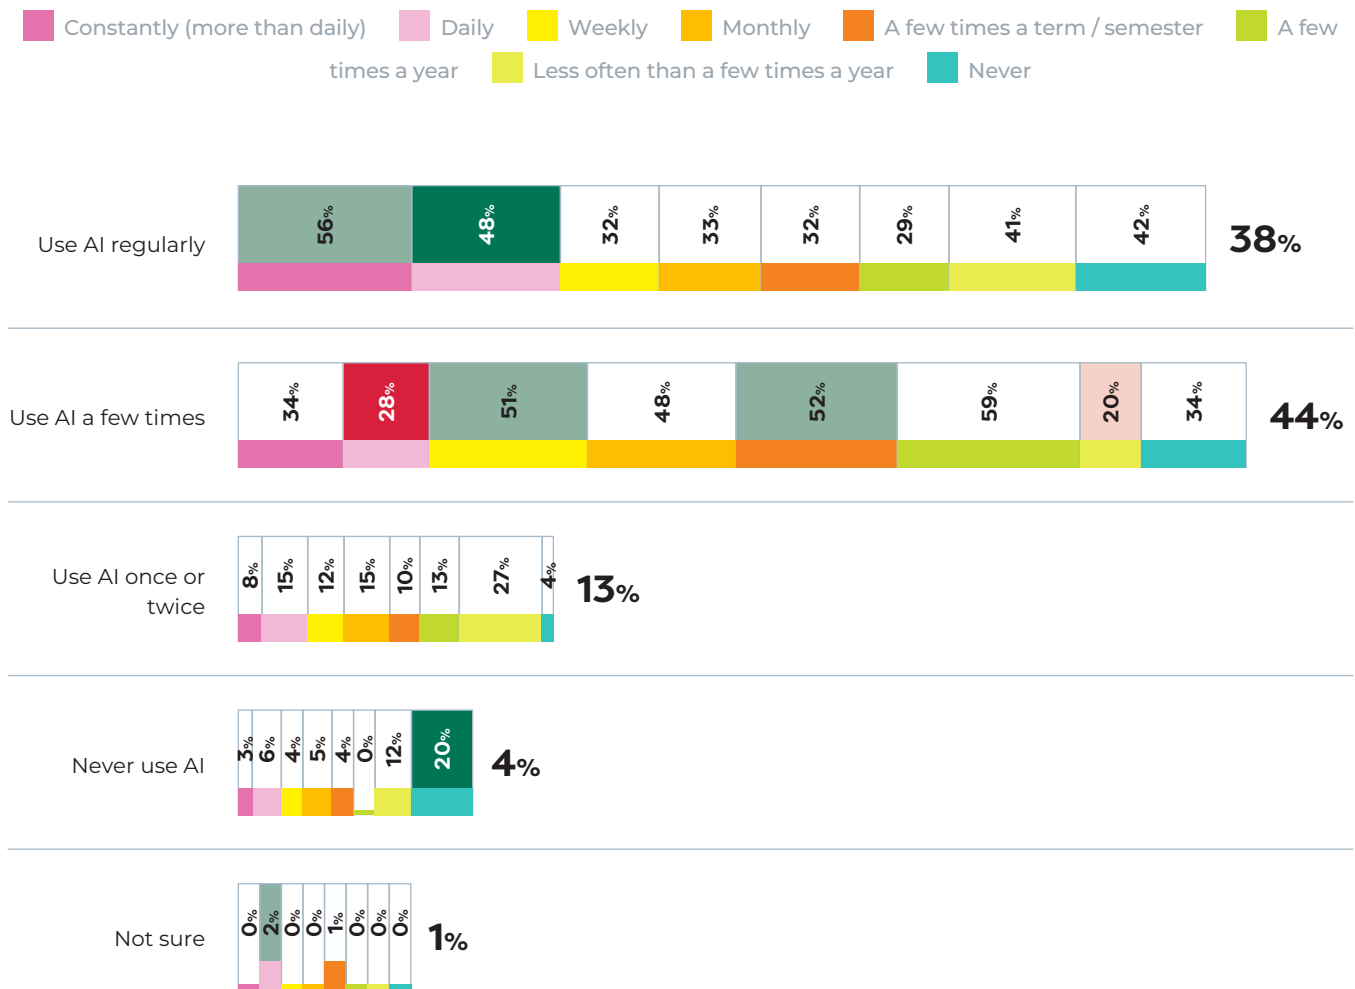 Constantly (more than daily) Daily Weekly Monthly A few times a term / semester A few
times a year Less often than a few times a year Never
Use AI regularly 56% 48% 32% 33% 32% 29% 41% 42% 38%
Use AI a few times 34% 28% 51% 48% 52% 59% 20% 34% 44%
Use AI once or
twice
8% 15% 12% 15% 10% 13% 27% 4% 13%
Never use AI 3% 6% 4% 5% 4% 0% 12% 20% 4%
Not sure 0% 2% 0% 0% 1% 0% 0% 0% 1%